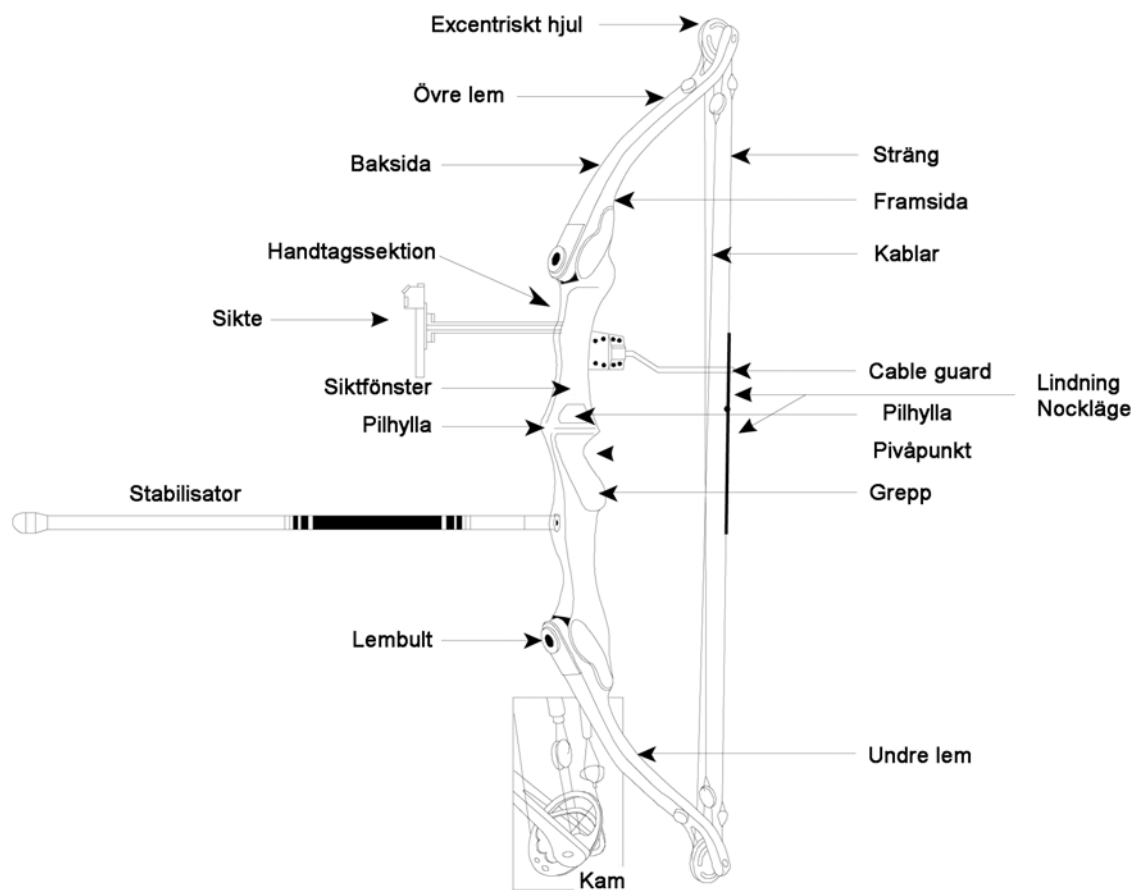 Excentriskt hjul
Övre lem
Baksida
Sträng
Framsida
Handtagssektion
Kablar
Sikte
Siktfönster
Cable guard
Lindning
Nockläge
Pilhylla
Pilhylla
Pivåpunkt
Stabilisator
Grepp
Lembult
Undre lem
Kam